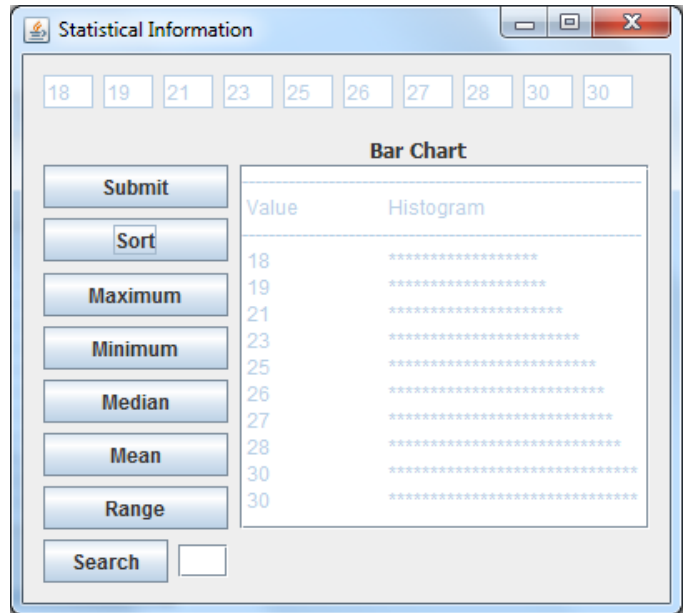 Statistical Information
18 19 21 23 25 26 27 28 30 30
Bar Chart
Submit
Sort
Maximum
Minimum
Median
Mean
Range
Search
Value Histogram
18 ******************
19 *******************
21 *********************
23 ***********************
25 *************************
26 **************************
27 ***************************
28 ****************************
30 ******************************
30 ******************************